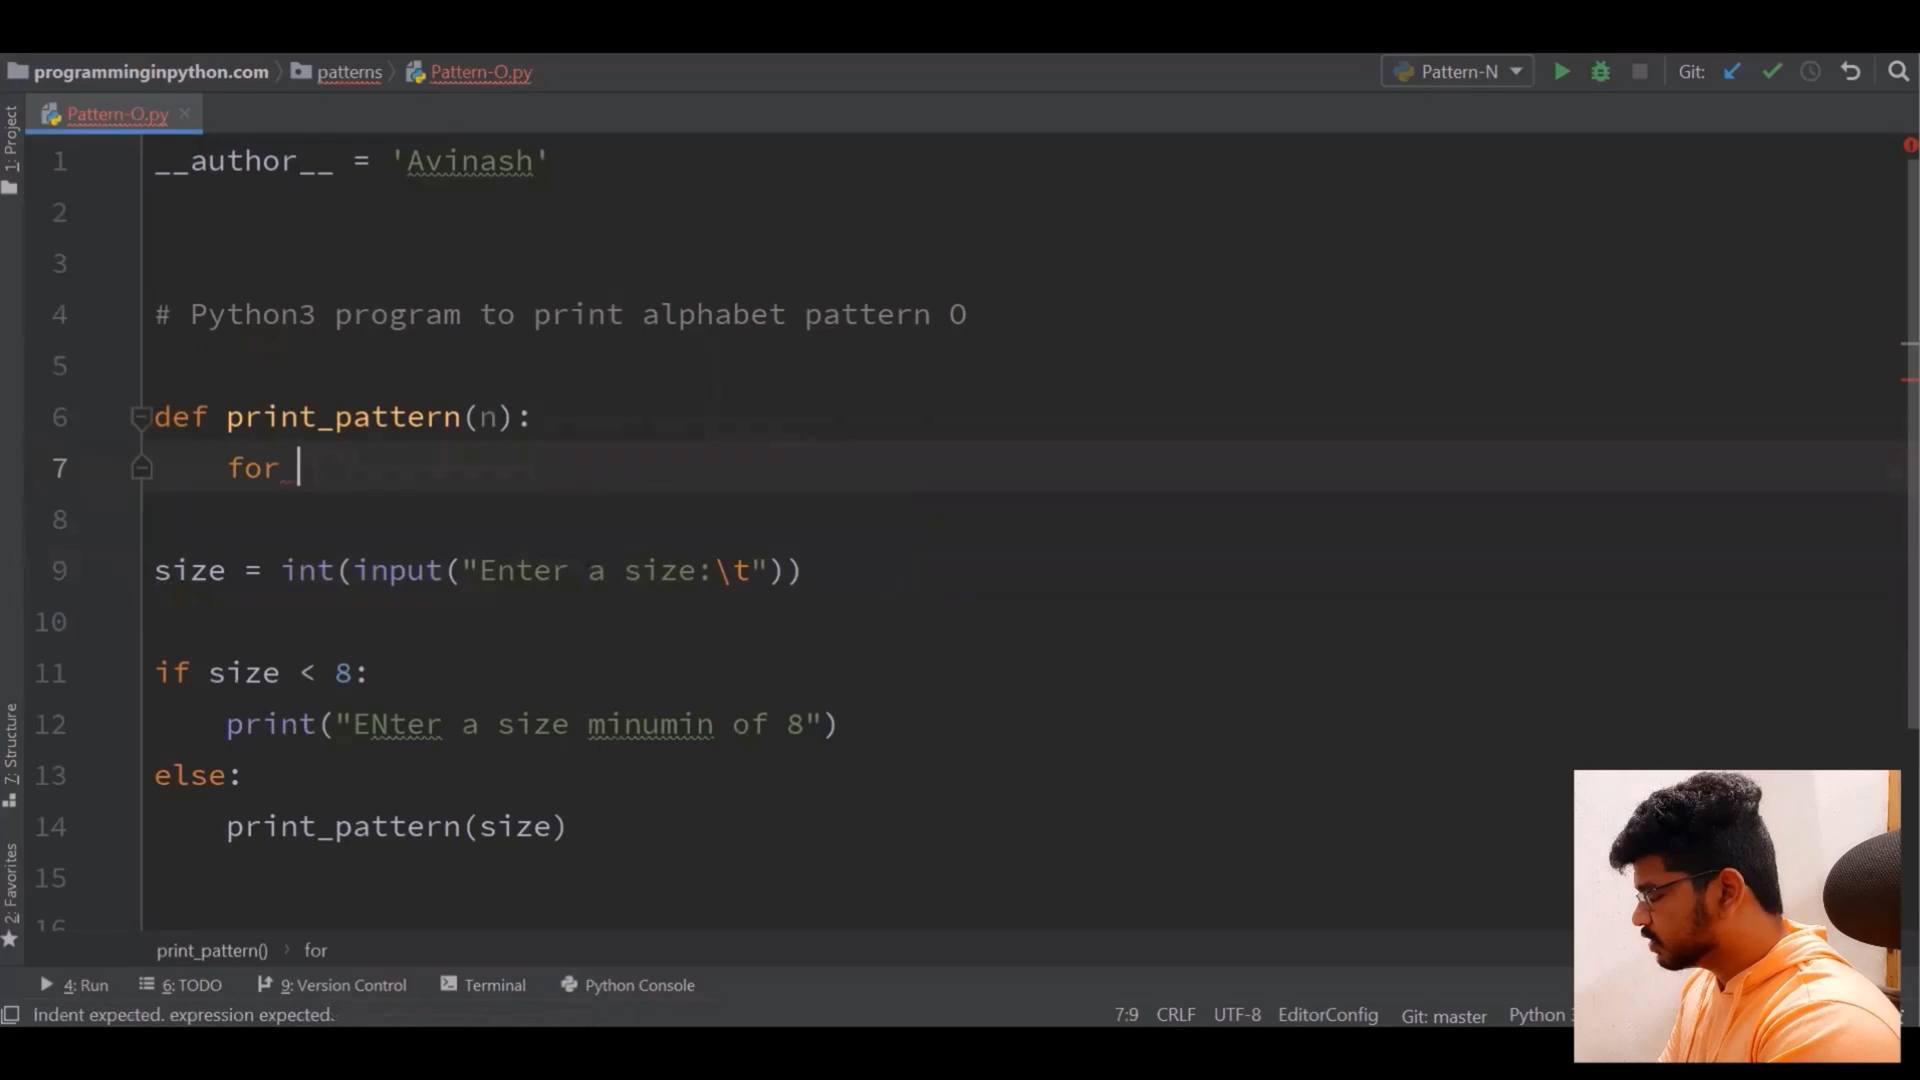 programminginpython.com patterns Pattern-O.py Pattern-N Git:
Pattern-O.py
1: Project
1 __author__ = 'Avinash'
2
3
4 # Python3 program to print alphabet pattern O
5
6 def print_pattern(n):
7 for
8
9 size = int(input("Enter a size:\t"))
10
11 if size < 8:
12 print("ENter a size minumin of 8")
13 else:
14 print_pattern(size)
15
16
7: Structure
2: Favorites
print_pattern() for
4: Run 6: TODO 9: Version Control Terminal Python Console
Indent expected. expression expected. 7:9 CRLF UTF-8 EditorConfig Git: master Python